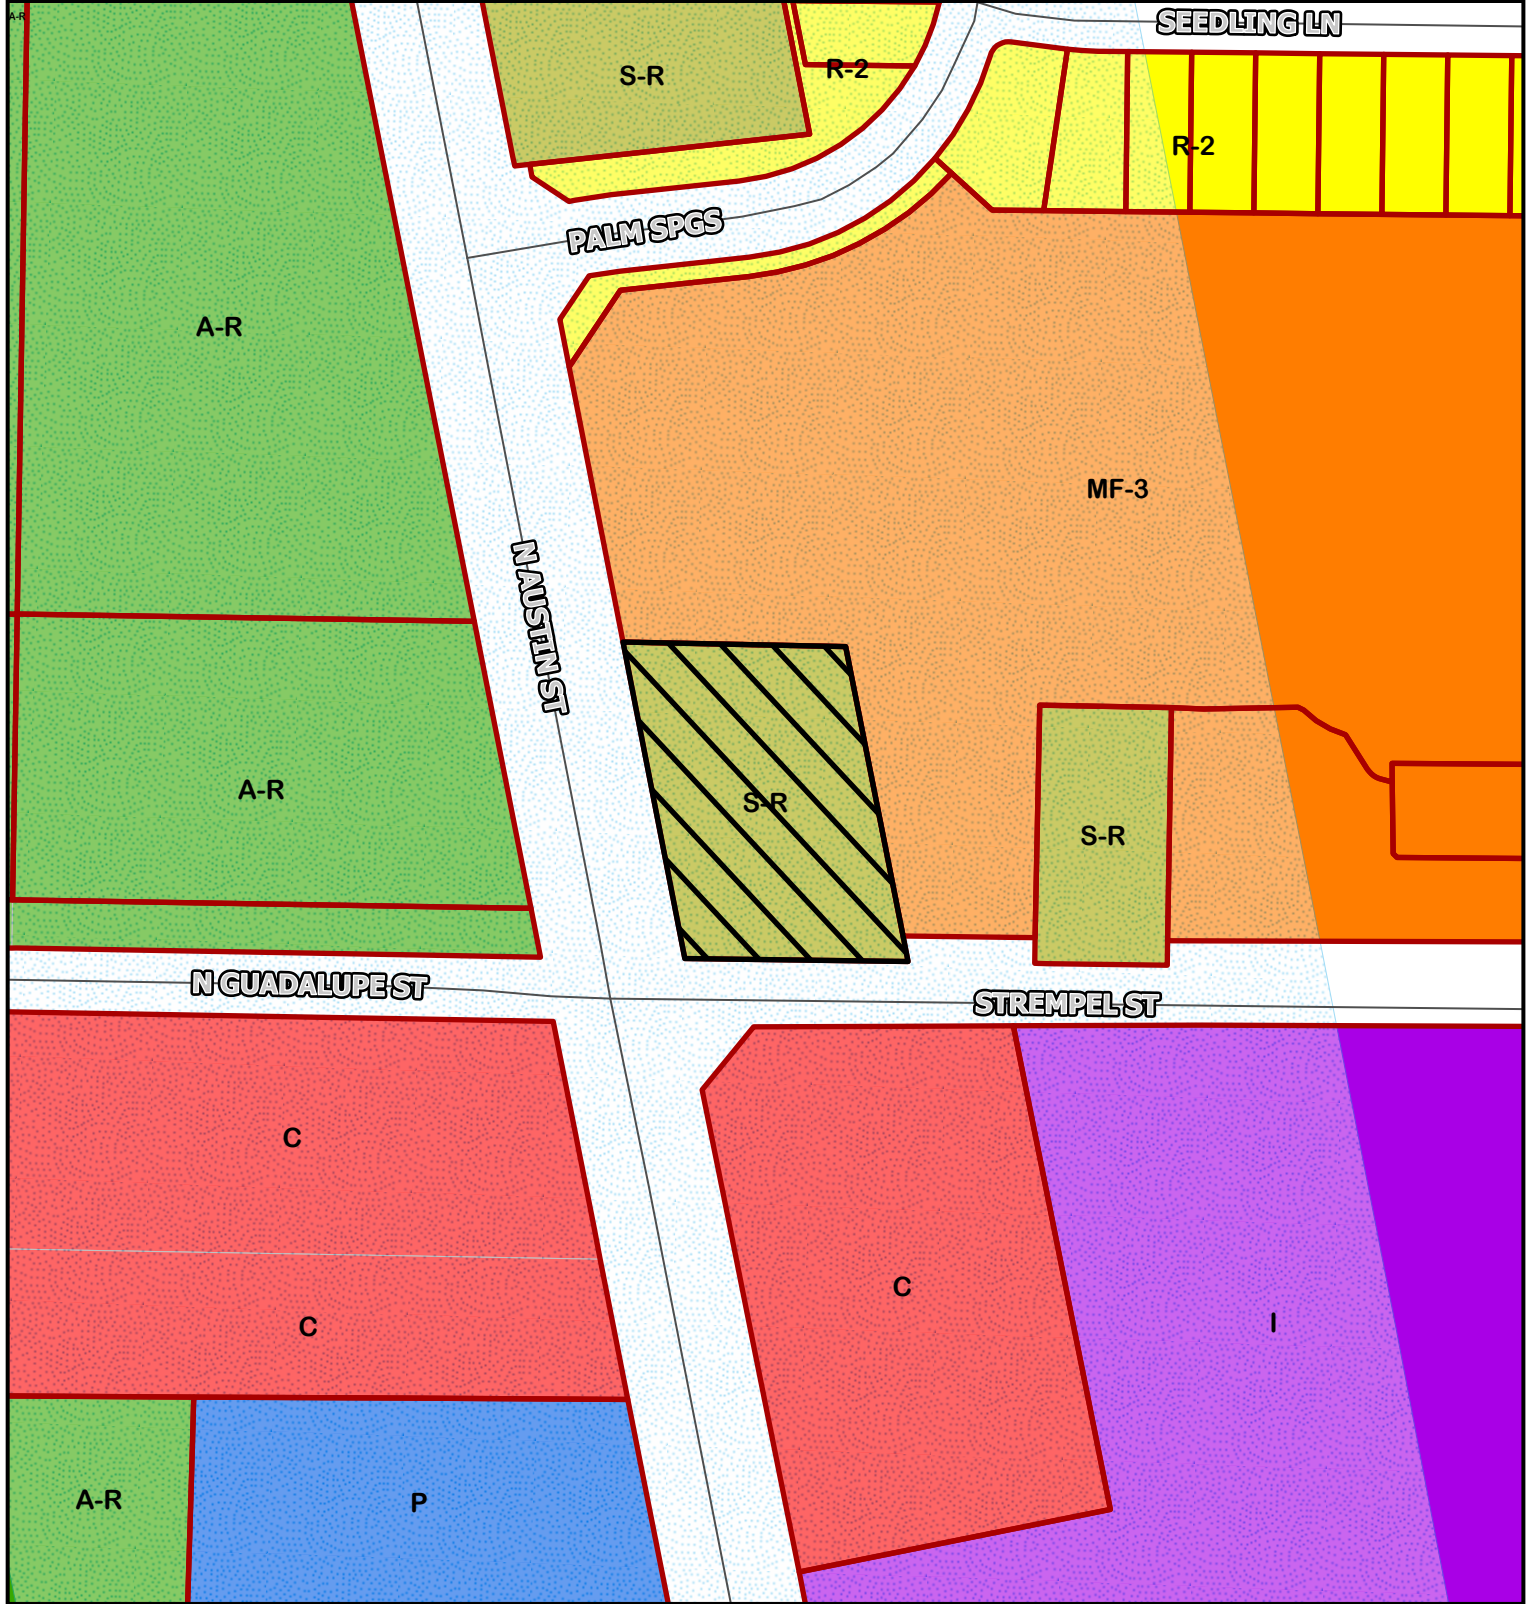 A-R
SEEDLING LN
S-R
R-2
R-2
PALM SPGS
A-R
MF-3
N AUSTIN ST
A-R
S-R
S-R
N GUADALUPE ST
STREMPEL ST
C
C
I
C
A-R
P